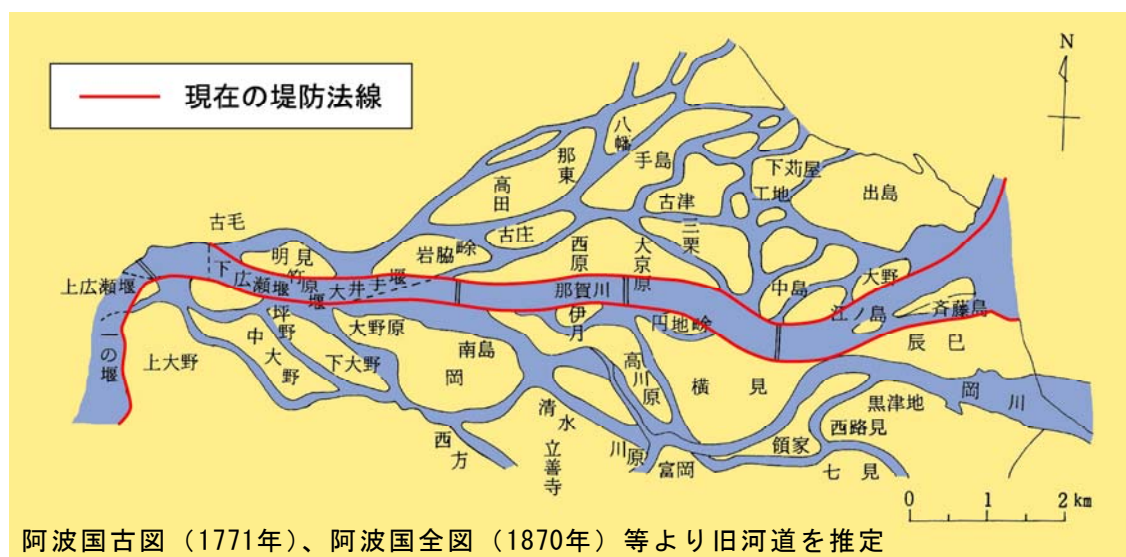 現在の堤防法線
N
八幡
那東
手島
高田
下苅屋
工地
出島
古津
古毛
古庄
三栗
岩脇
西原
大京原
明見
竹原堰
大野
上広瀬堰
下広瀬堰
大井手堰
那賀川
中島
江ノ島
斉藤島
伊月
円地
坪野
大野原
南島
辰巳
一の堰
上大野
中大野
下大野
岡
高川原
横見
岡川
黒津地
清水
西方
立善寺
川原
富岡
領家
西路見
七見
0 1 2 km
阿波国古図（1771年）、阿波国全図（1870年）等より旧河道を推定